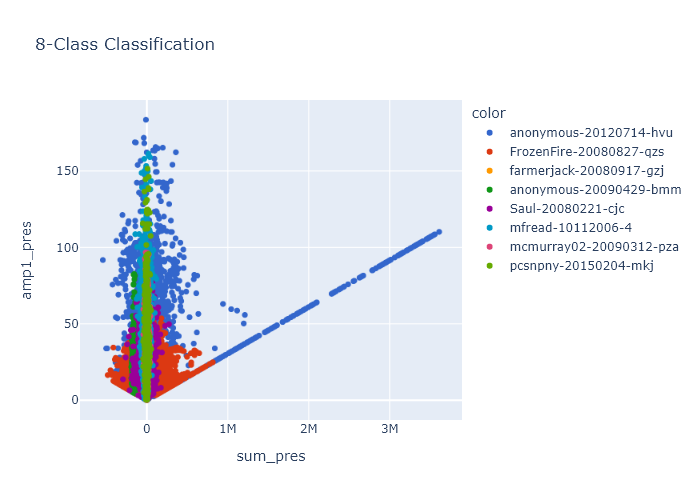 8-Class Classification
color
anonymous-20120714-hvu
FrozenFire-20080827-qzs
farmerjack-20080917-gzj
anonymous-20090429-bmm
Saul-20080221-cjc
mfread-10112006-4
mcmurray02-20090312-pza
pcsnpny-20150204-mkj
amp1_pres
150
100
50
0
0
1M
2M
3M
sum_pres